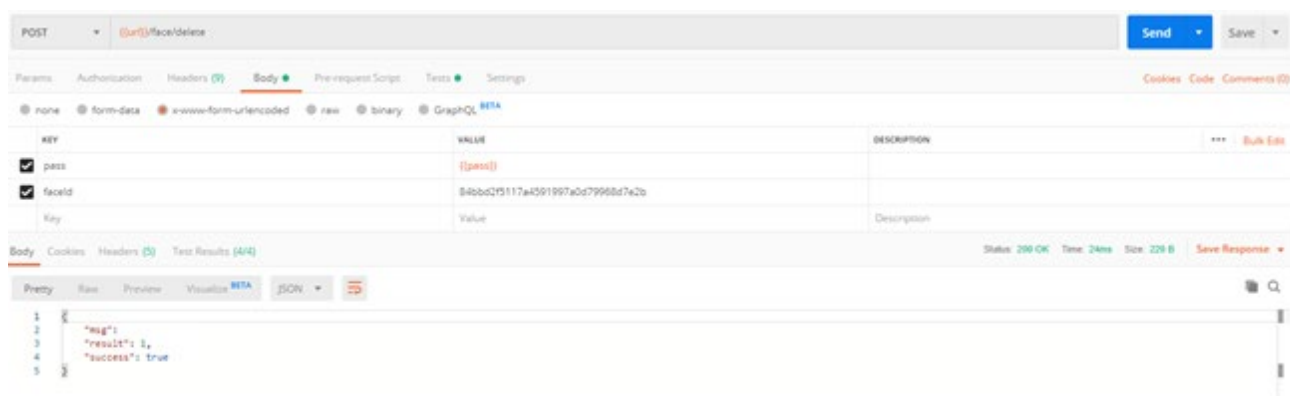 POST {{url}}/face/delete Send Save
Params Authorization Headers (9) Body Pre-request Script Tests Settings Cookies Code Comments (0)
none form-data x-www-form-urlencoded raw binary GraphQL BETA
KEY VALUE DESCRIPTION ••• Bulk Edit
pass {{pass}}
faceId 84bbd2f5117a4591997a0d79968d7e2b
Key Value Description
Body Cookies Headers (5) Test Results (4/4) Status: 200 OK Time: 24ms Size: 229 B Save Response
Pretty Raw Preview Visualize BETA JSON
1 {
2 "msg":
3 "result": 1,
4 "success": true
5 }